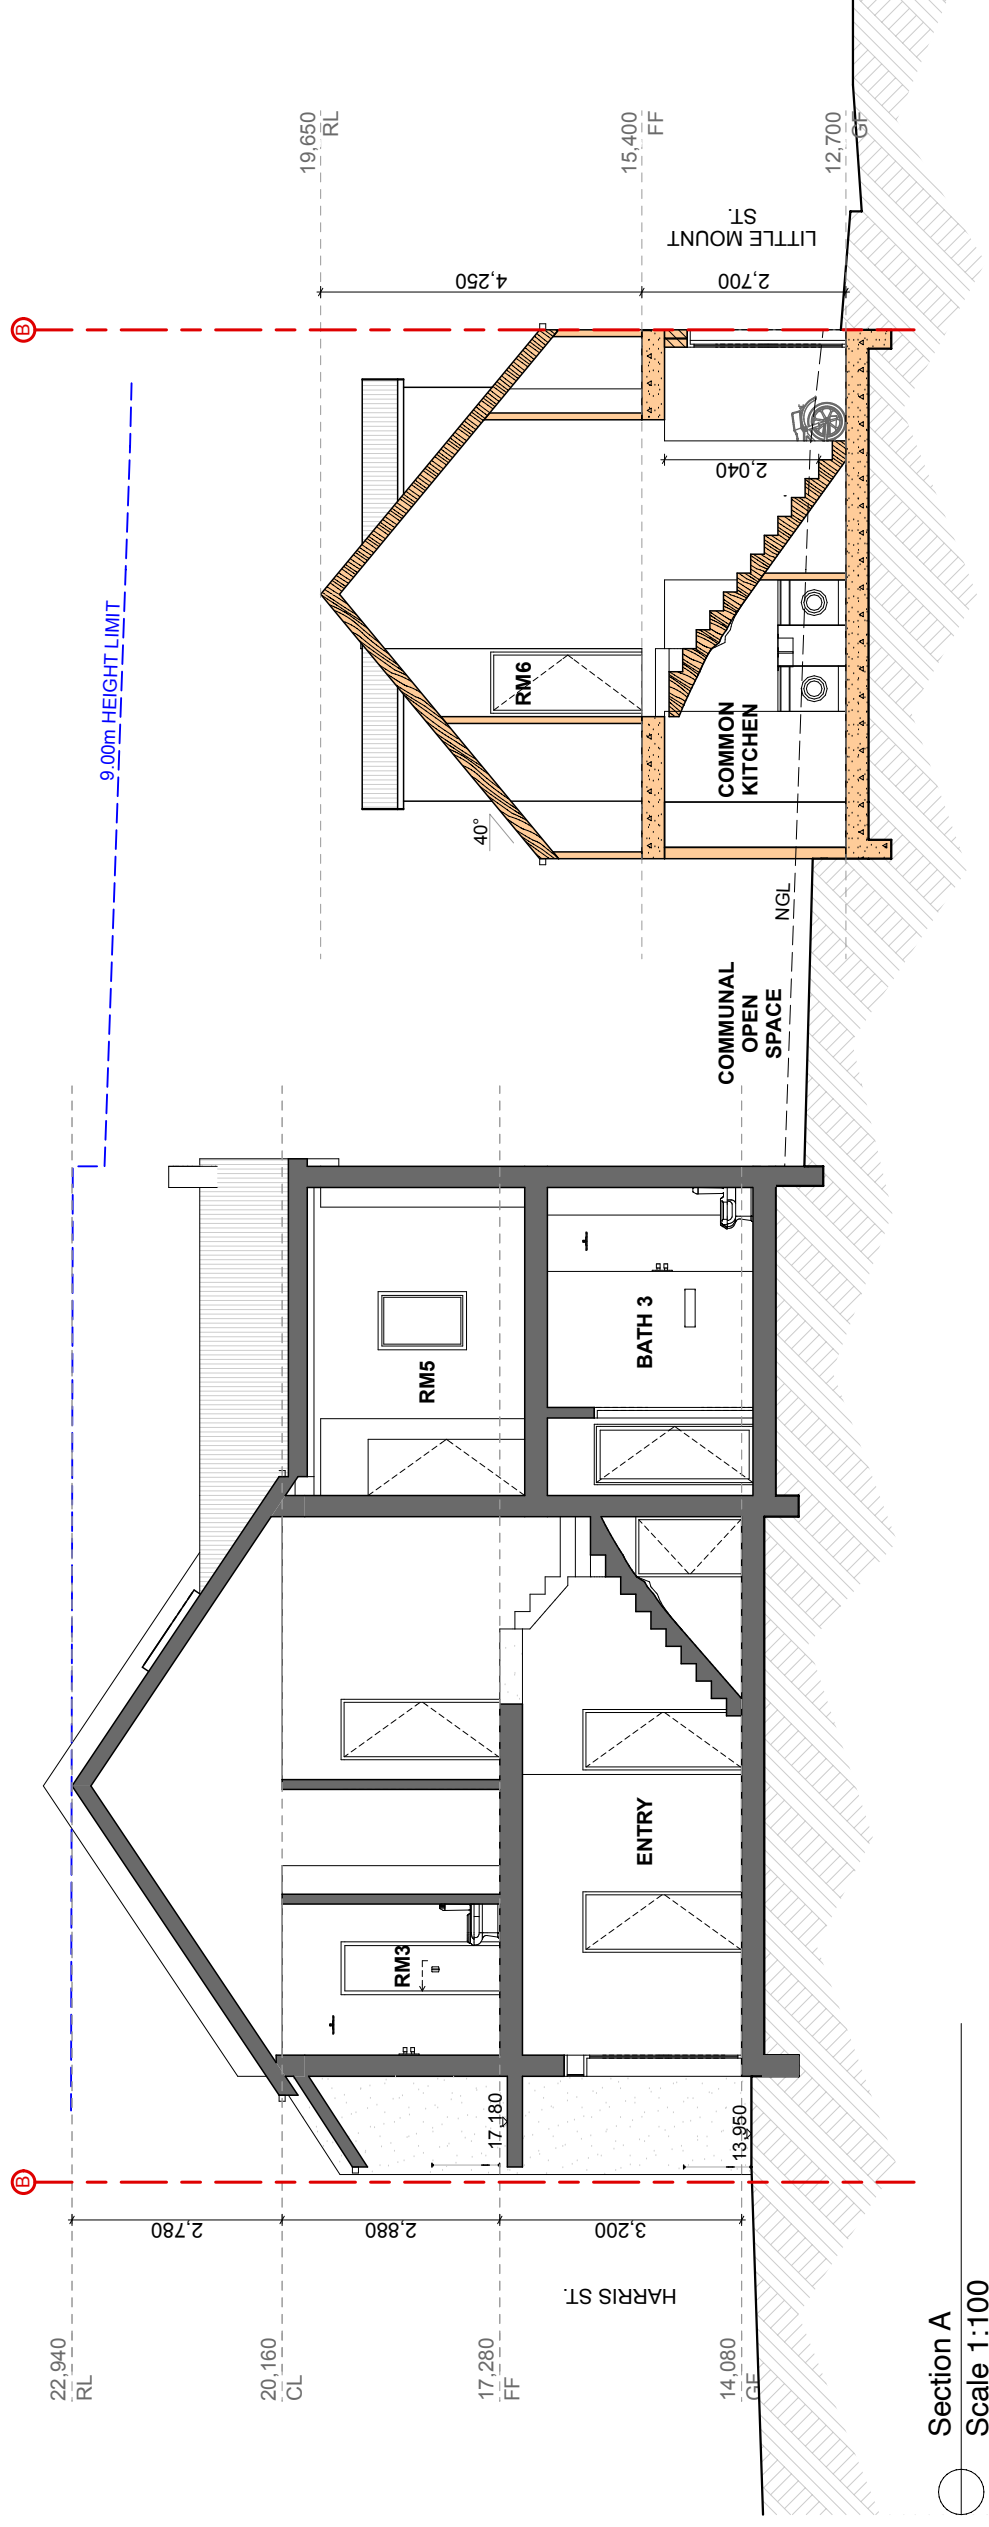 B
B
9.00m HEIGHT LIMIT
22,940
RL
20,160
CL
17,280
FF
14,080
GF
2,780
2,880
3,200
HARRIS ST.
17,180
13,950
RM3
ENTRY
RM5
BATH 3
COMMUNAL
OPEN
SPACE
NGL
40°
RM6
COMMON
KITCHEN
2,040
4,250
2,700
LITTLE MOUNT
ST.
19,650
RL
15,400
FF
12,700
GF
Section A
Scale 1:100